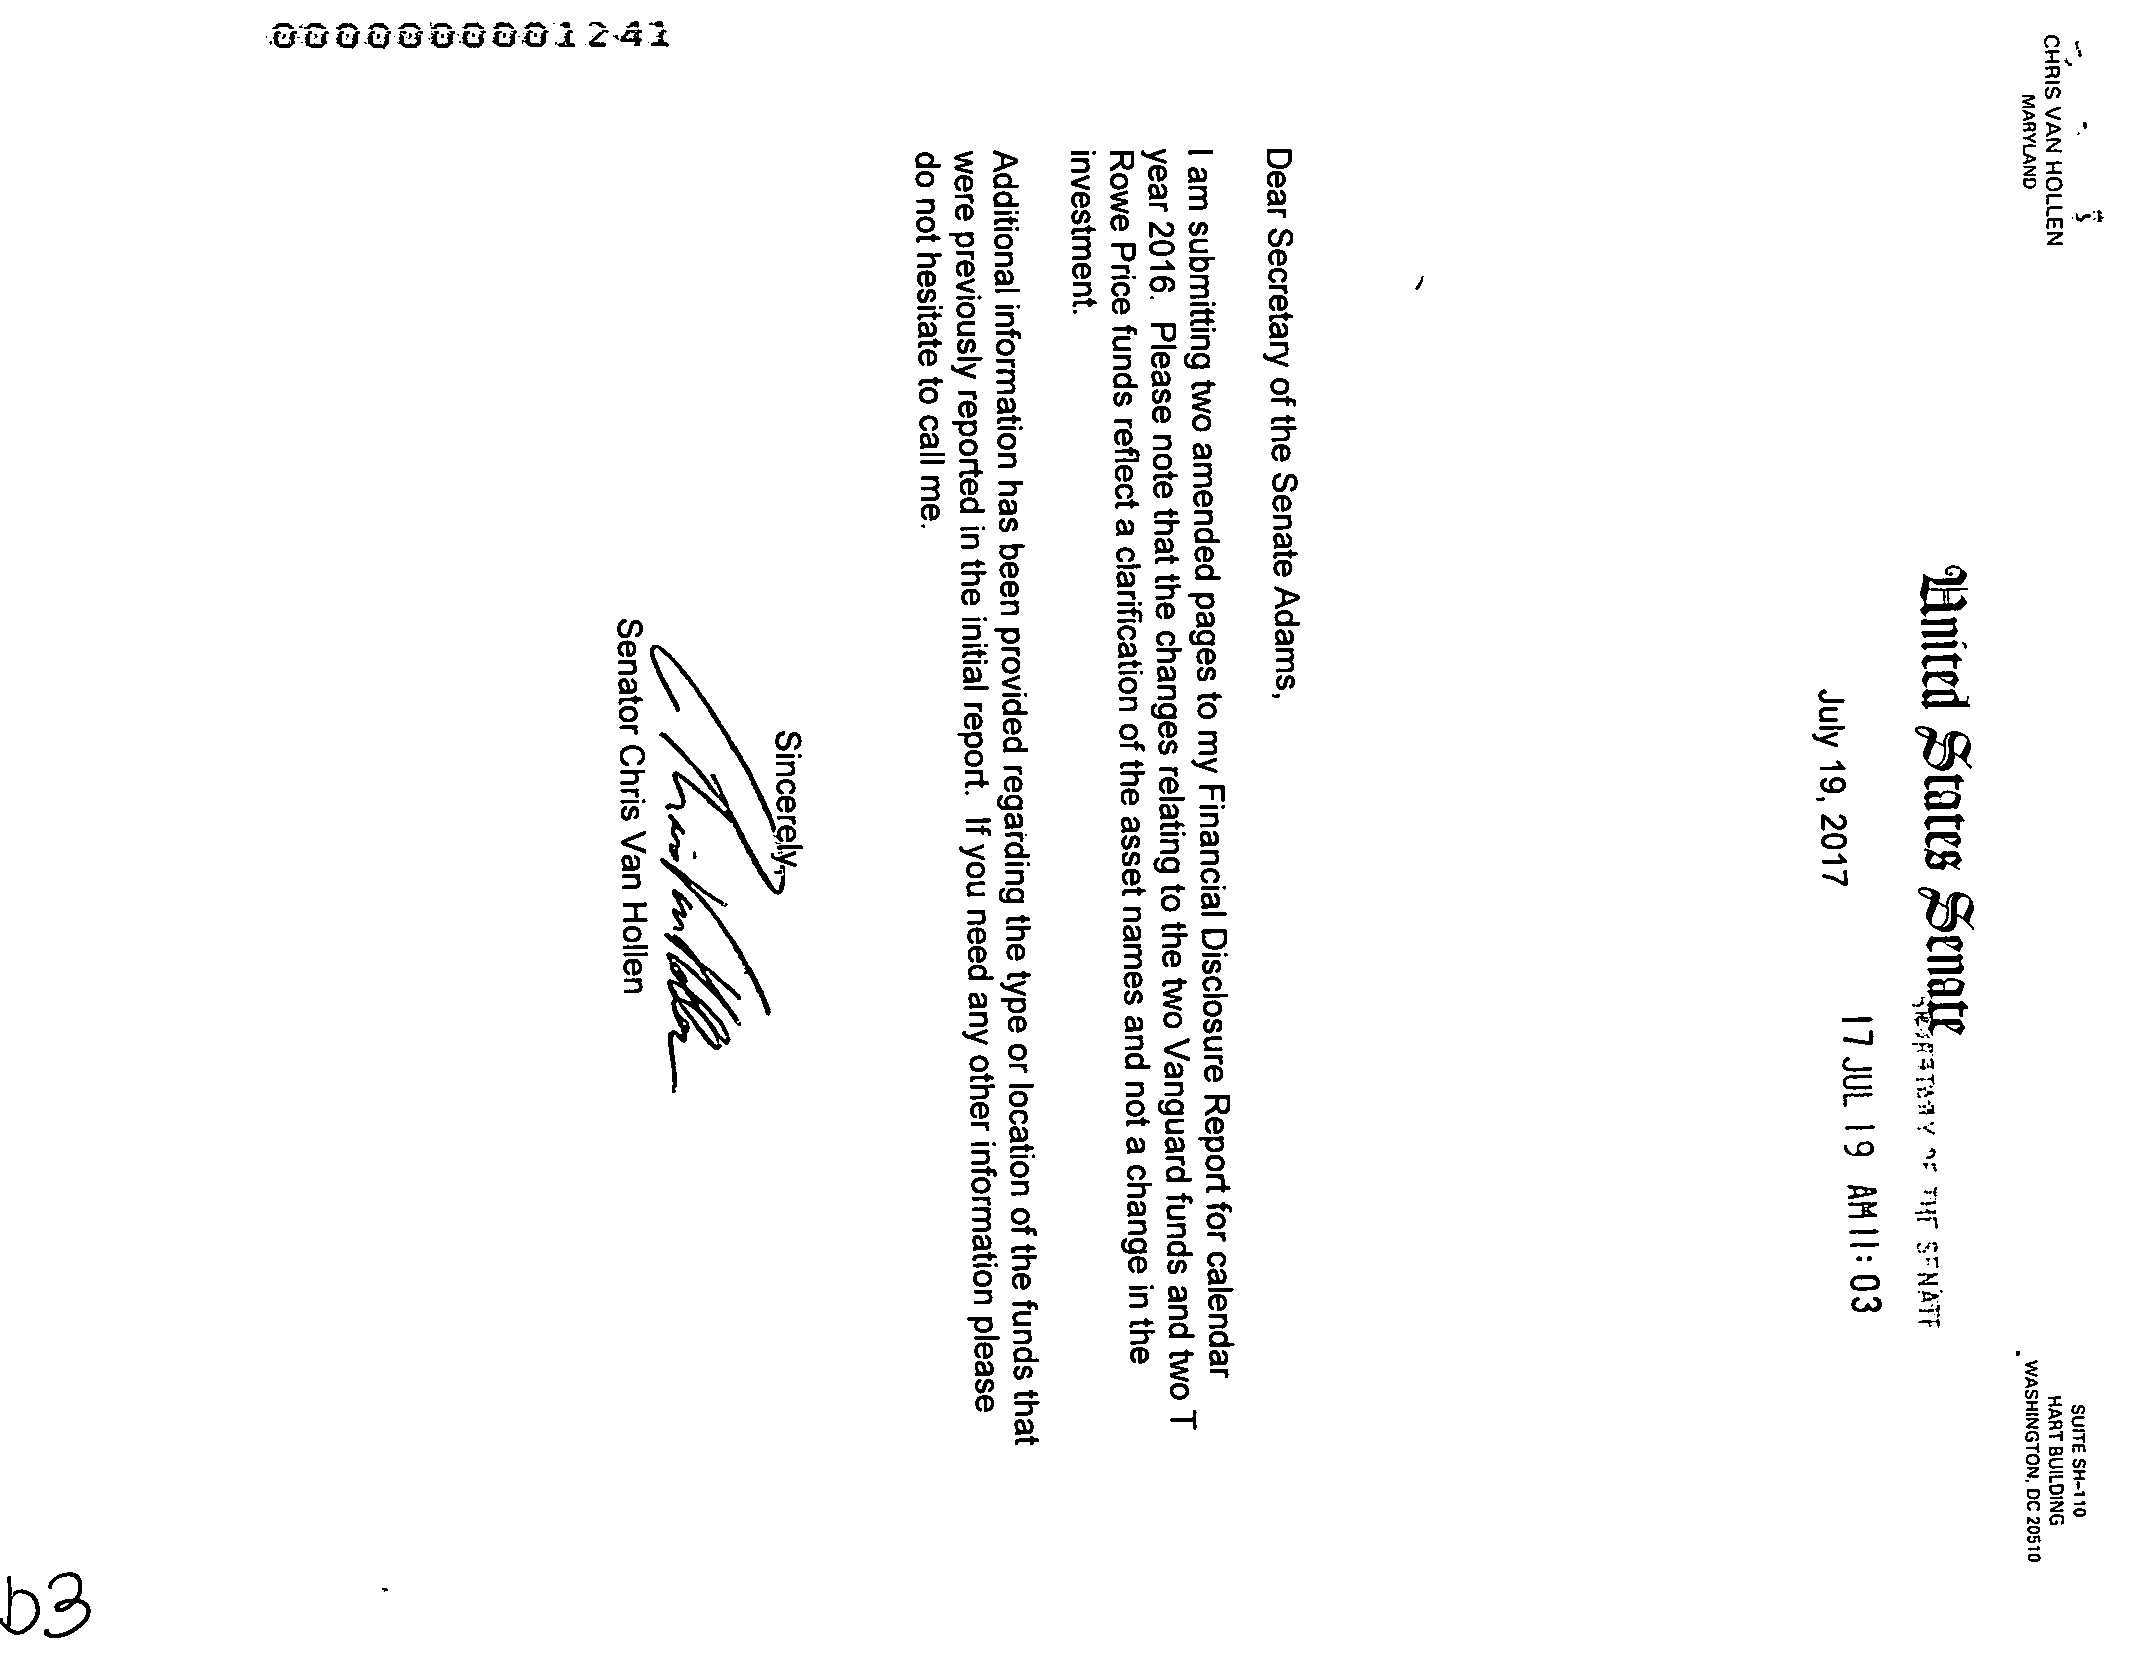 CHRIS VAN HOLLEN
MARYLAND
SUITE SH-110
HART BUILDING
WASHINGTON, DC 20510
United States Senate
SECRETARY OF THE SENATE
17 JUL 19 AM 11:03
July 19, 2017
Dear Secretary of the Senate Adams,
I am submitting two amended pages to my Financial Disclosure Report for calendar
year 2016. Please note that the changes relating to the two Vanguard funds and two T
Rowe Price funds reflect a clarification of the asset names and not a change in the
investment.
Additional information has been provided regarding the type or location of the funds that
were previously reported in the initial report. If you need any other information please
do not hesitate to call me.
Sincerely,
Chris Van Hollen
Senator Chris Van Hollen
000000001241
b3